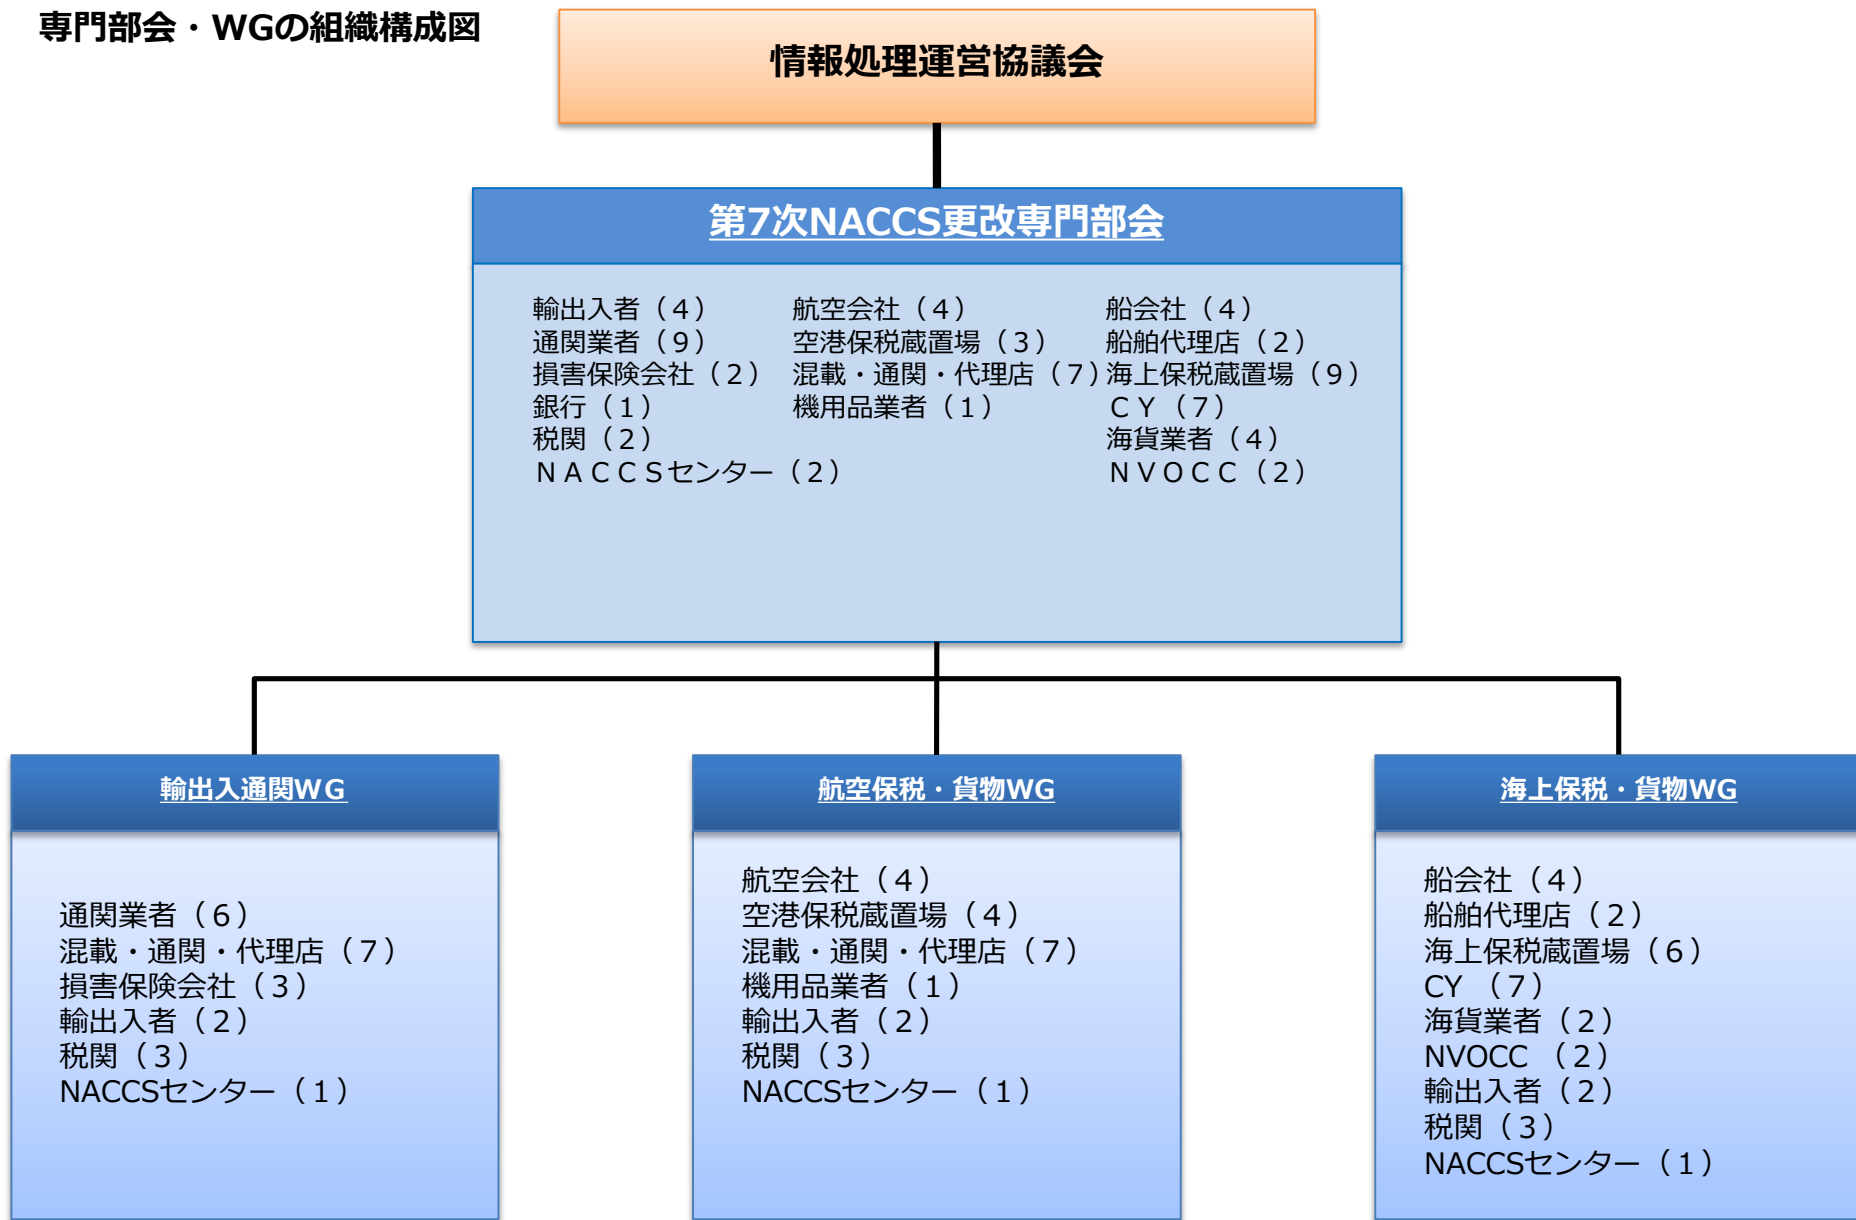 専門部会・WGの組織構成図
情報処理運営協議会
第7次NACCS更改専門部会
輸出入者（４）
通関業者（９）
損害保険会社（２）
銀行（１）
税関（２）
ＮＡＣＣＳセンター（２）
航空会社（４）
空港保税蔵置場（３）
混載・通関・代理店（７）
機用品業者（１）
船会社（４）
船舶代理店（２）
海上保税蔵置場（９）
ＣＹ（７）
海貨業者（４）
ＮＶＯＣＣ（２）
輸出入通関WG
通関業者（６）
混載・通関・代理店（７）
損害保険会社（３）
輸出入者（２）
税関（３）
NACCSセンター（１）
航空保税・貨物WG
航空会社（４）
空港保税蔵置場（４）
混載・通関・代理店（７）
機用品業者（１）
輸出入者（２）
税関（３）
NACCSセンター（１）
海上保税・貨物WG
船会社（４）
船舶代理店（２）
海上保税蔵置場（６）
CY （７）
海貨業者（２）
NVOCC （２）
輸出入者（２）
税関（３）
NACCSセンター（１）